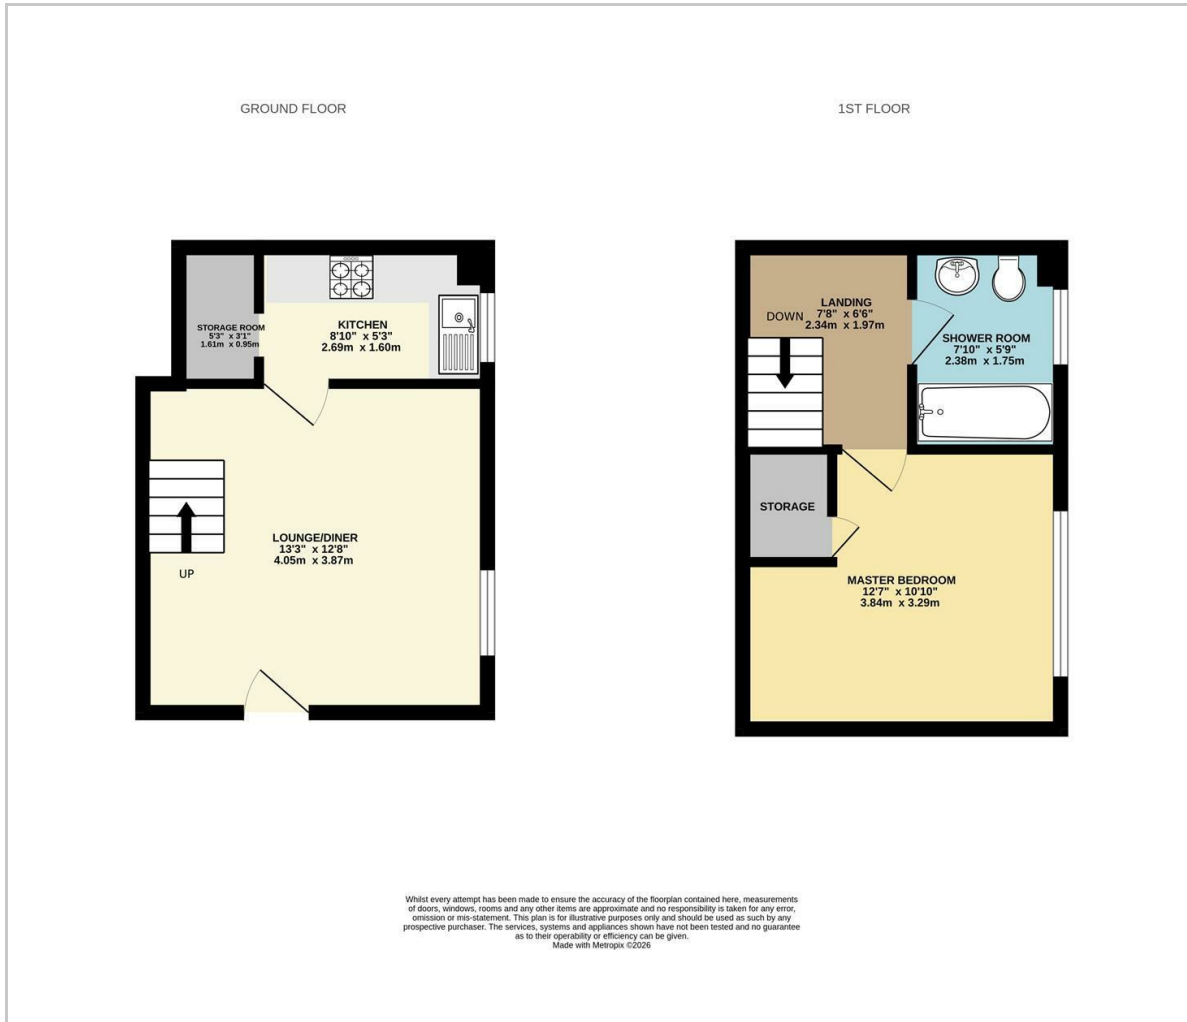 GROUND FLOOR
1ST FLOOR
STORAGE ROOM
5'3" x 3'1"
1.61m x 0.95m
KITCHEN
8'10" x 5'3"
2.69m x 1.60m
LOUNGE/DINER
13'3" x 12'8"
4.05m x 3.87m
UP
LANDING
7'8" x 6'6"
2.34m x 1.97m
DOWN
SHOWER ROOM
7'10" x 5'9"
2.38m x 1.75m
STORAGE
MASTER BEDROOM
12'7" x 10'10"
3.84m x 3.29m
Whilst every attempt has been made to ensure the accuracy of the floorplan contained here, measurements
of doors, windows, rooms and any other items are approximate and no responsibility is taken for any error,
omission or mis-statement. This plan is for illustrative purposes only and should be used as such by any
prospective purchaser. The services, systems and appliances shown have not been tested and no guarantee
as to their operability or efficiency can be given.
Made with Metropix ©2026